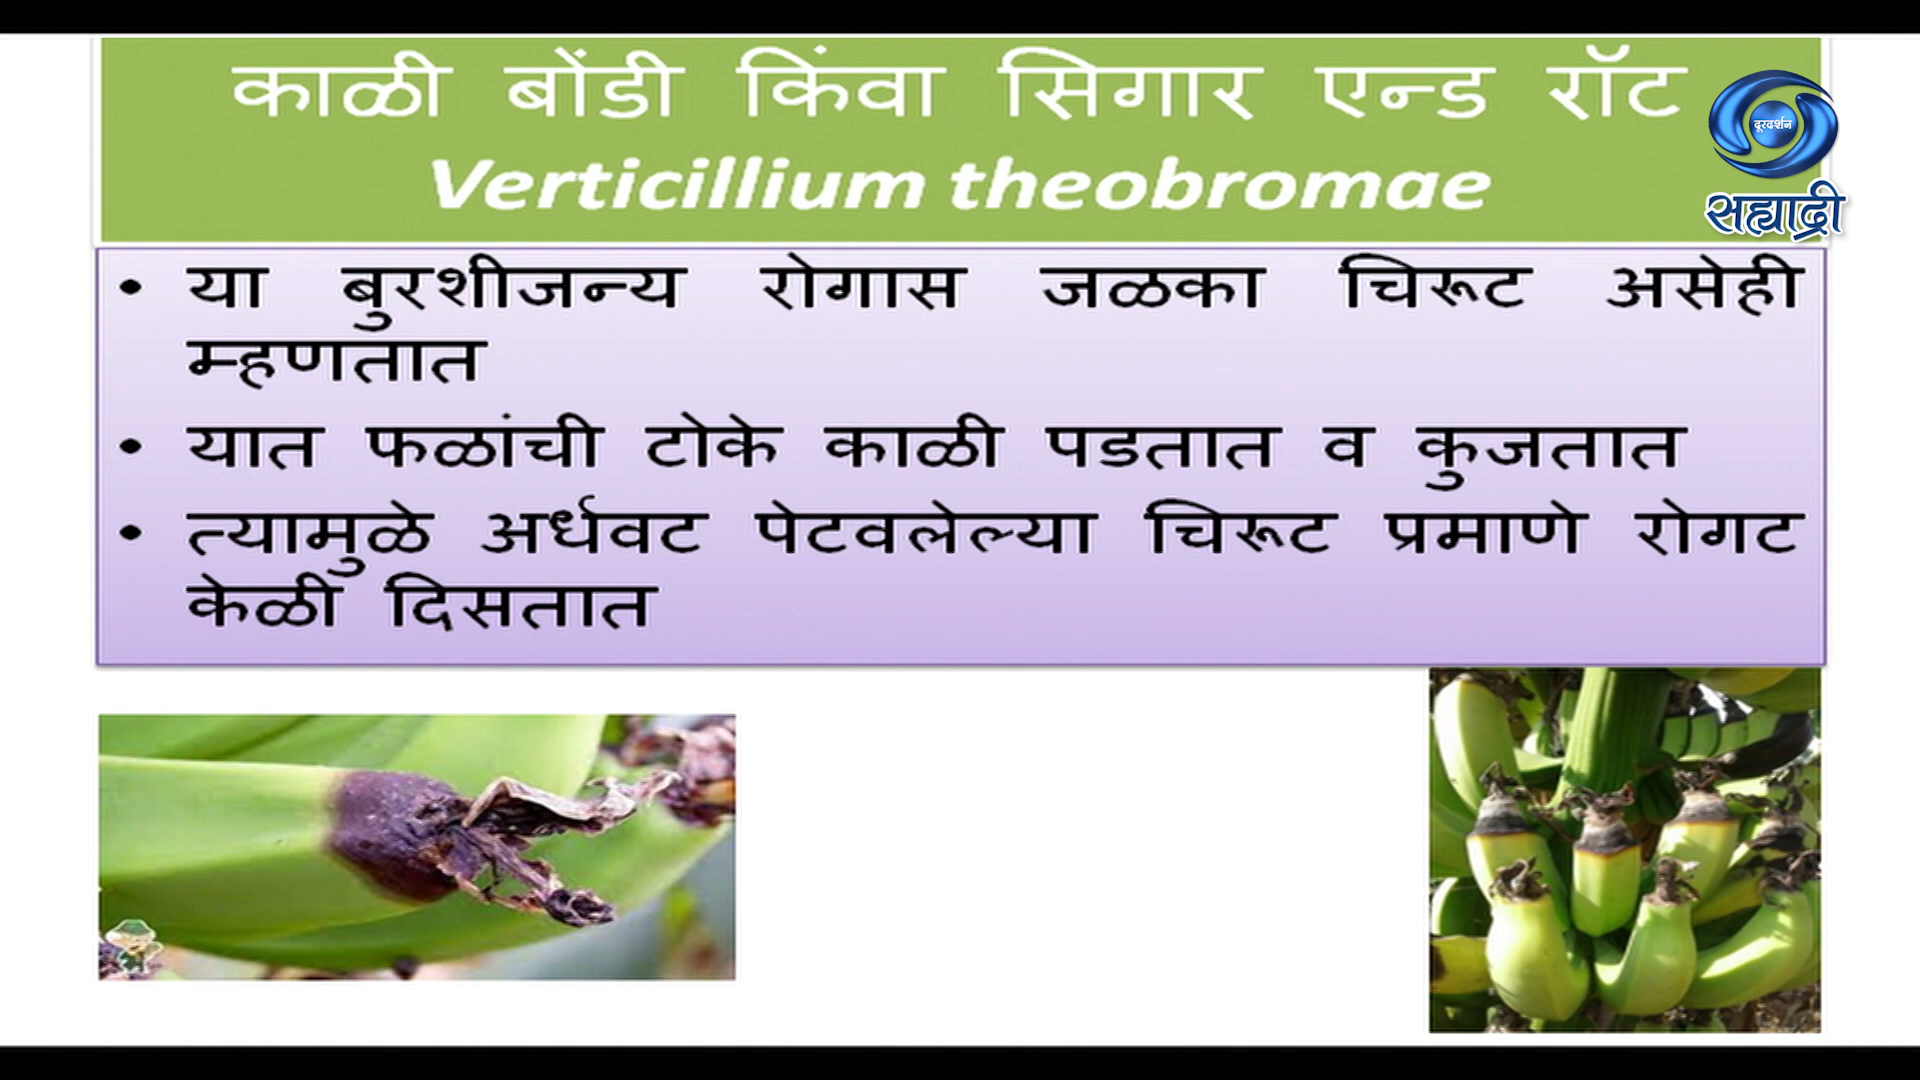 काळी बोंडी किंवा सिगार एन्ड रॉट
Verticillium theobromae
दूरदर्शन
सह्याद्री
• या बुरशीजन्य रोगास जळका चिरूट असेही
म्हणतात
• यात फळांची टोके काळी पडतात व कुजतात
• त्यामुळे अर्धवट पेटवलेल्या चिरूट प्रमाणे रोगट
केळी दिसतात